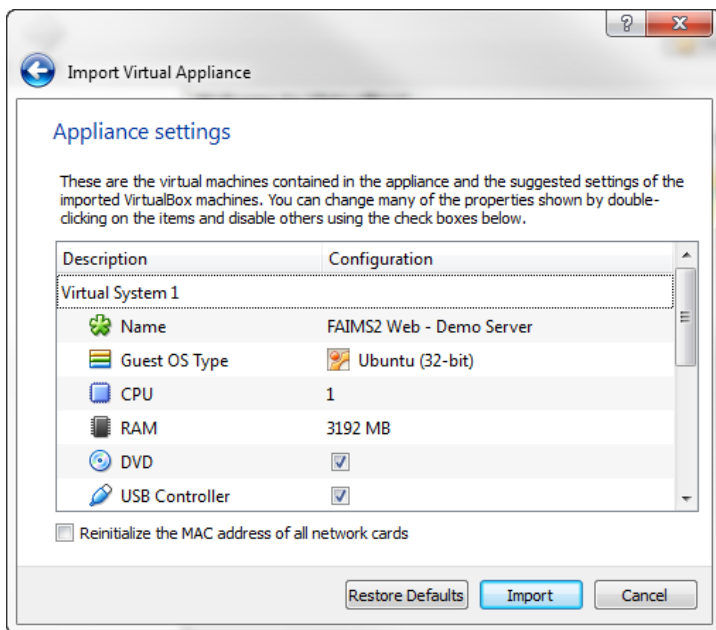 Import Virtual Appliance
Appliance settings
These are the virtual machines contained in the appliance and the suggested settings of the
imported VirtualBox machines. You can change many of the properties shown by double-
clicking on the items and disable others using the check boxes below.
Description Configuration
Virtual System 1
Name FAIMS2 Web - Demo Server
Guest OS Type Ubuntu (32-bit)
CPU 1
RAM 3192 MB
DVD
USB Controller
Reinitialize the MAC address of all network cards
Restore Defaults Import Cancel